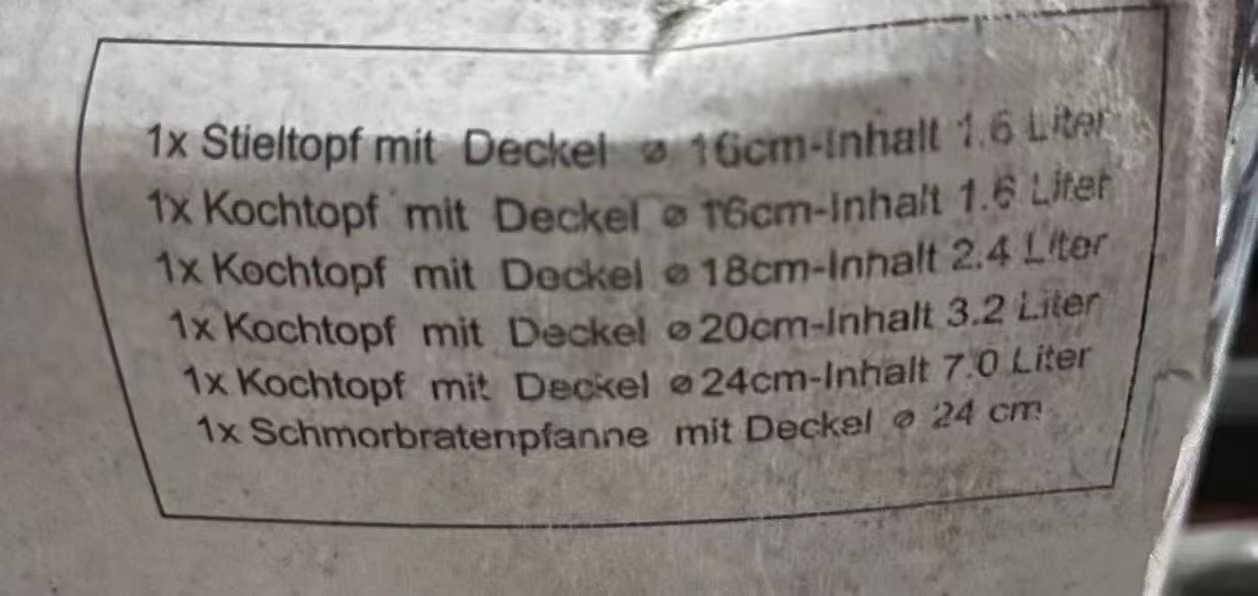 1x Stieltopf mit Deckel ⌀ 16cm-Inhalt 1.6 Liter
1x Kochtopf mit Deckel ⌀ 16cm-Inhalt 1.6 Liter
1x Kochtopf mit Deckel ⌀ 18cm-Inhalt 2.4 Liter
1x Kochtopf mit Deckel ⌀ 20cm-Inhalt 3.2 Liter
1x Kochtopf mit Deckel ⌀ 24cm-Inhalt 7.0 Liter
1x Schmorbratenpfanne mit Deckel ⌀ 24 cm